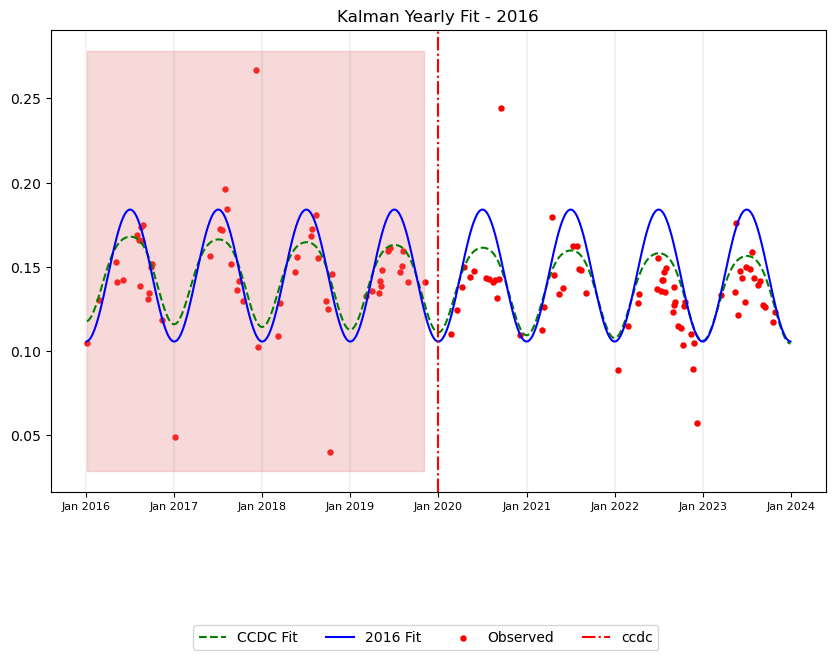 Kalman Yearly Fit - 2016
0.25
0.20
0.15
0.10
0.05
Jan 2016 Jan 2017 Jan 2018 Jan 2019 Jan 2020 Jan 2021 Jan 2022 Jan 2023 Jan 2024
CCDC Fit 2016 Fit Observed ccdc